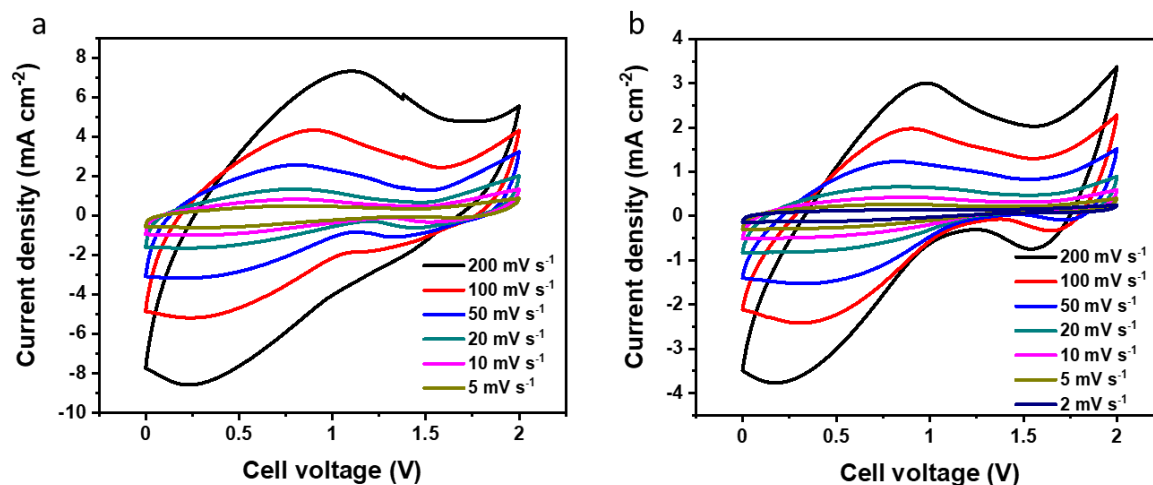 a
Current density (mA cm⁻²)
8
6
4
2
0
-2
-4
-6
-8
-10
200 mV s⁻¹
100 mV s⁻¹
50 mV s⁻¹
20 mV s⁻¹
10 mV s⁻¹
5 mV s⁻¹
0
0.5
1
1.5
2
Cell voltage (V)
b
Current density (mA cm⁻²)
4
3
2
1
0
-1
-2
-3
-4
200 mV s⁻¹
100 mV s⁻¹
50 mV s⁻¹
20 mV s⁻¹
10 mV s⁻¹
5 mV s⁻¹
2 mV s⁻¹
0
0.5
1
1.5
2
Cell voltage (V)